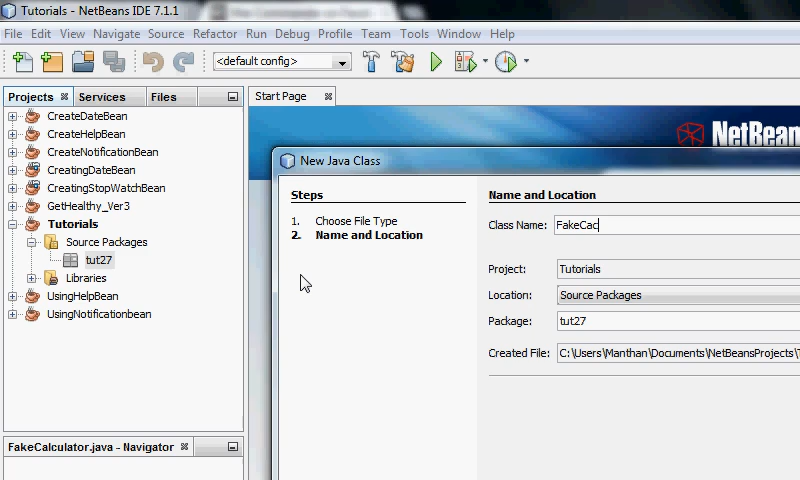 Tutorials - NetBeans IDE 7.1.1
File Edit View Navigate Source Refactor Run Debug Profile Team Tools Window Help
<default config>
Projects Services Files
Start Page
CreateDateBean
CreateHelpBean
CreateNotificationBean
CreatingDateBean
CreatingStopWatchBean
GetHealthy_Ver3
Tutorials
Source Packages
tut27
Libraries
UsingHelpBean
UsingNotificationbean
FakeCalculator.java - Navigator
NetBean
New Java Class
Steps
1. Choose File Type
2. Name and Location
Name and Location
Class Name: FakeCac
Project: Tutorials
Location: Source Packages
Package: tut27
Created File: C:\Users\Manthan\Documents\NetBeansProjects\T